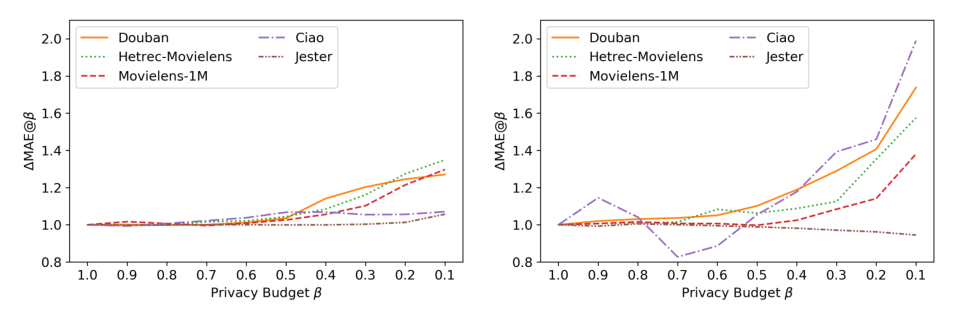 2.0
1.8
1.6
1.4
1.2
1.0
0.8
ΔMAE@β
Douban
Hetrec-Movielens
Movielens-1M
Ciao
Jester
1.0 0.9 0.8 0.7 0.6 0.5 0.4 0.3 0.2 0.1
Privacy Budget β
2.0
1.8
1.6
1.4
1.2
1.0
0.8
ΔMAE@β
Douban
Hetrec-Movielens
Movielens-1M
Ciao
Jester
1.0 0.9 0.8 0.7 0.6 0.5 0.4 0.3 0.2 0.1
Privacy Budget β